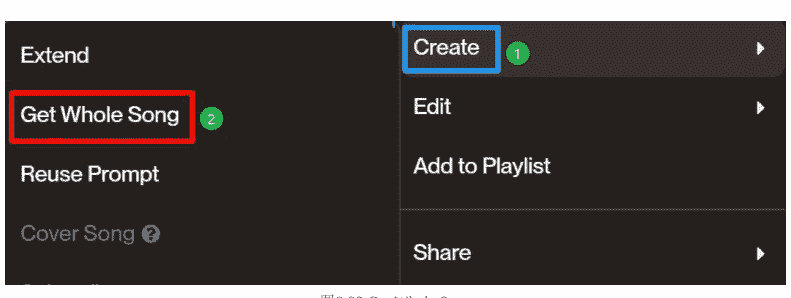 Extend
Get Whole Song
2
Reuse Prompt
Cover Song
Create
1
Edit
Add to Playlist
Share